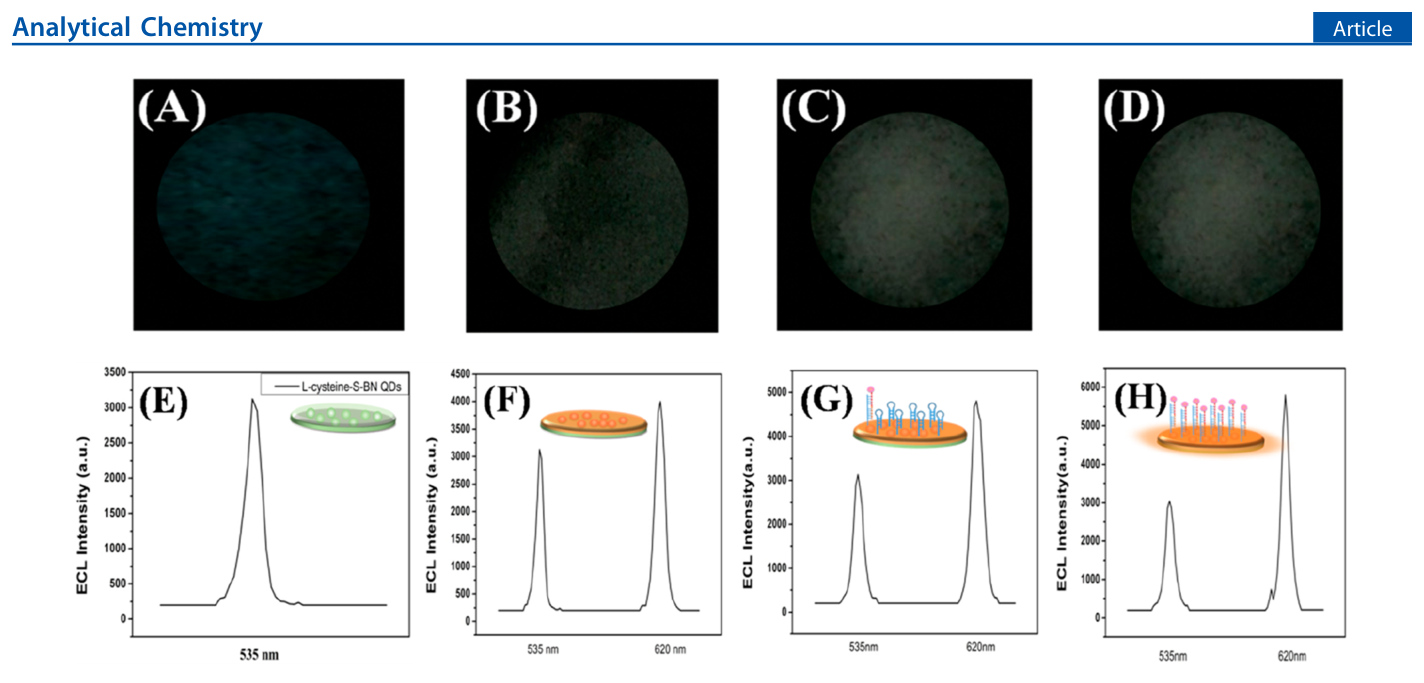 Analytical Chemistry
Article
(A)
(B)
(C)
(D)
(E)
L-cysteine-S-BN QDs
ECL Intensity (a.u.)
3500
3000
2500
2000
1500
1000
500
0
535 nm
(F)
ECL Intensity (a.u.)
4500
4000
3500
3000
2500
2000
1500
1000
500
0
535 nm
620 nm
(G)
ECL Intensity(a.u.)
5000
4000
3000
2000
1000
0
535nm
620nm
(H)
ECL Intensity(a.u.)
6000
5000
4000
3000
2000
1000
0
535nm
620nm